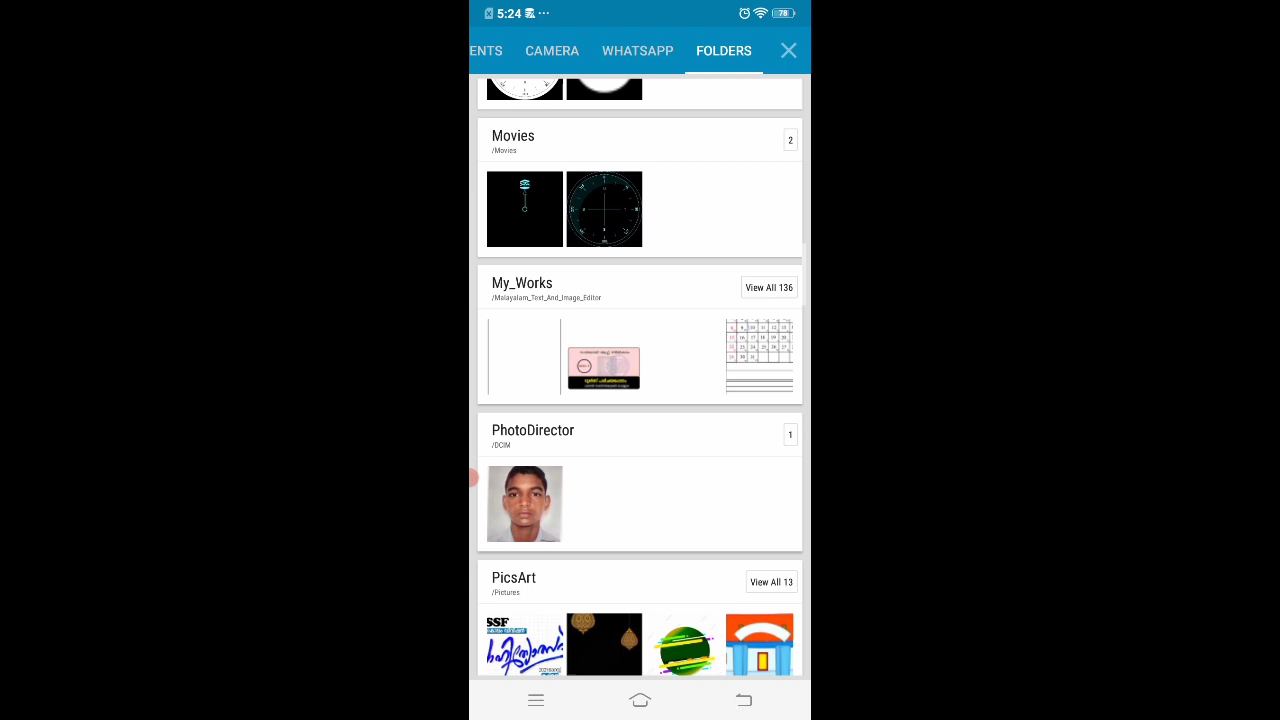 5:24
78
ENTS CAMERA WHATSAPP FOLDERS
Movies
2
/Movies
My_Works
View All 136
/Malayalam_Text_And_Image_Editor
PhotoDirector
1
/DCIM
PicsArt
View All 13
/Pictures
SSF